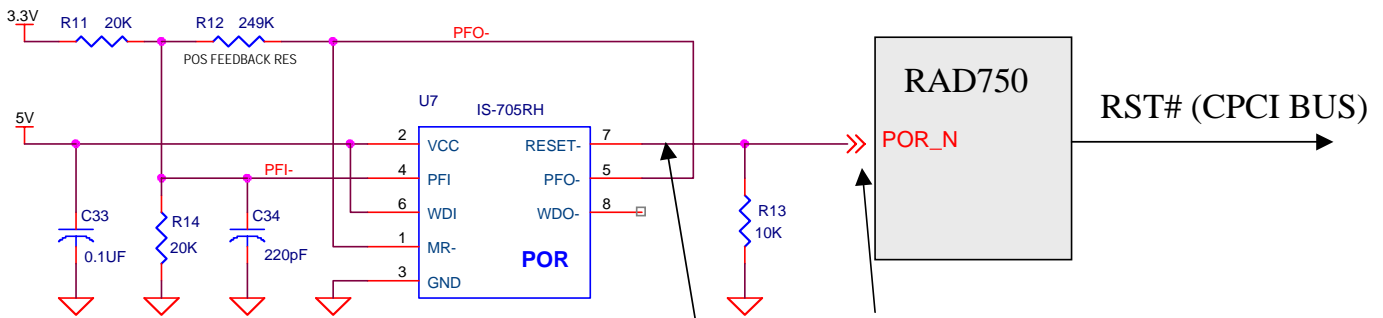 3.3V
R11 20K
R12 249K
PFO-
POS FEEDBACK RES
RAD750
RST# (CPCI BUS)
U7
IS-705RH
5V
2
VCC
RESET-
7
POR_N
PFI-
4
PFI
PFO-
5
6
WDI
WDO-
8
C33
0.1UF
R14
20K
C34
220pF
1
MR-
POR
3
GND
R13
10K